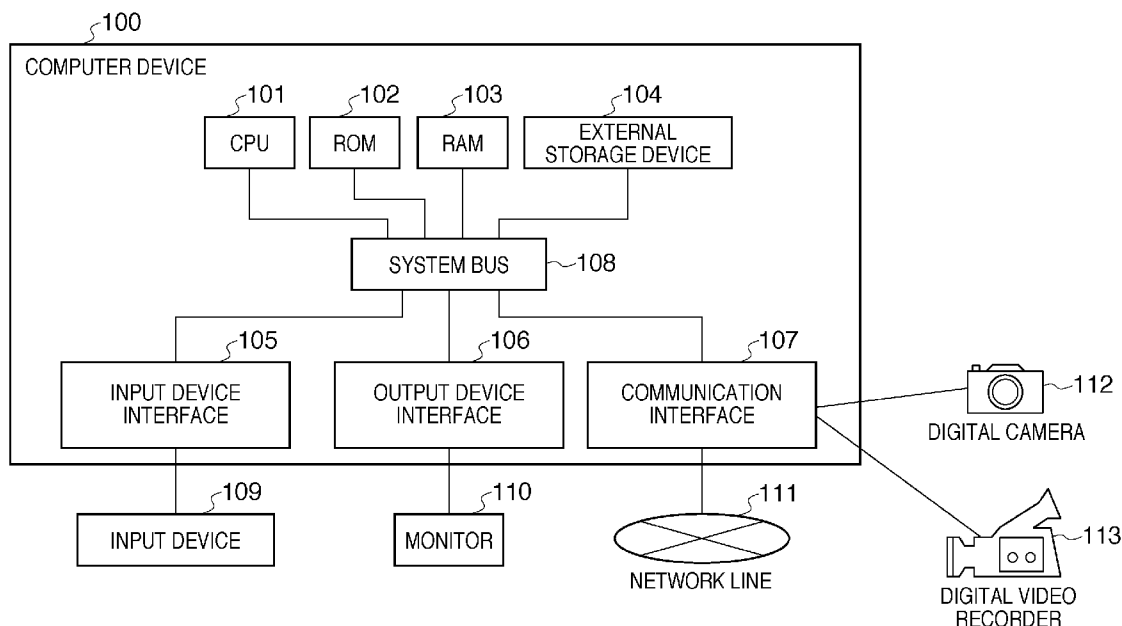 100
COMPUTER DEVICE
101
102
103
104
CPU
ROM
RAM
EXTERNAL
STORAGE DEVICE
SYSTEM BUS
108
105
106
107
INPUT DEVICE
INTERFACE
OUTPUT DEVICE
INTERFACE
COMMUNICATION
INTERFACE
112
DIGITAL CAMERA
109
110
111
INPUT DEVICE
MONITOR
NETWORK LINE
113
DIGITAL VIDEO
RECORDER